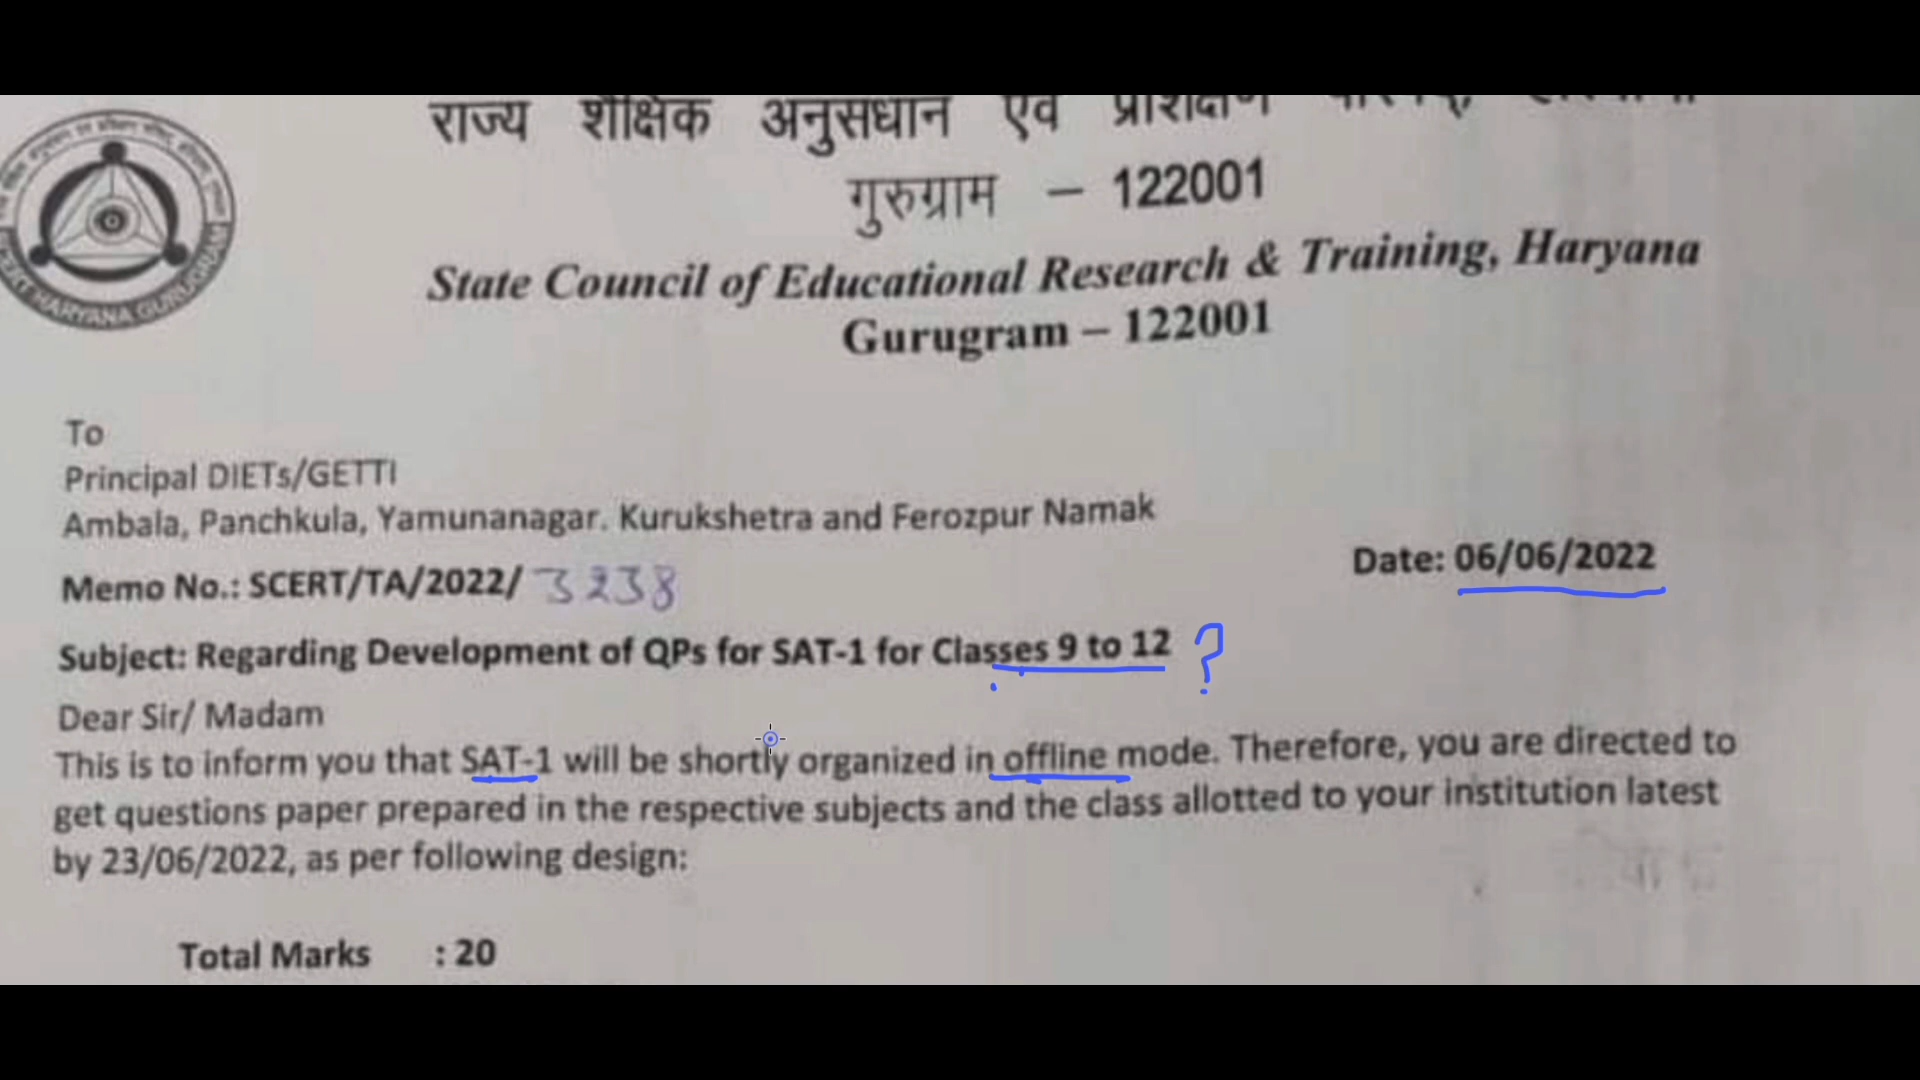 राज्य शैक्षिक अनुसंधान एवं प्रशिक्षण
गुरुग्राम – 122001
State Council of Educational Research & Training, Haryana
Gurugram – 122001
HARYANA GURUGRAM
To
Principal DIETs/GETTI
Ambala, Panchkula, Yamunanagar. Kurukshetra and Ferozpur Namak
Date: 06/06/2022
Memo No.: SCERT/TA/2022/ 3238
Subject: Regarding Development of QPs for SAT-1 for Classes 9 to 12 ?
Dear Sir/ Madam
This is to inform you that SAT-1 will be shortly organized in offline mode. Therefore, you are directed to
get questions paper prepared in the respective subjects and the class allotted to your institution latest
by 23/06/2022, as per following design:
Total Marks : 20